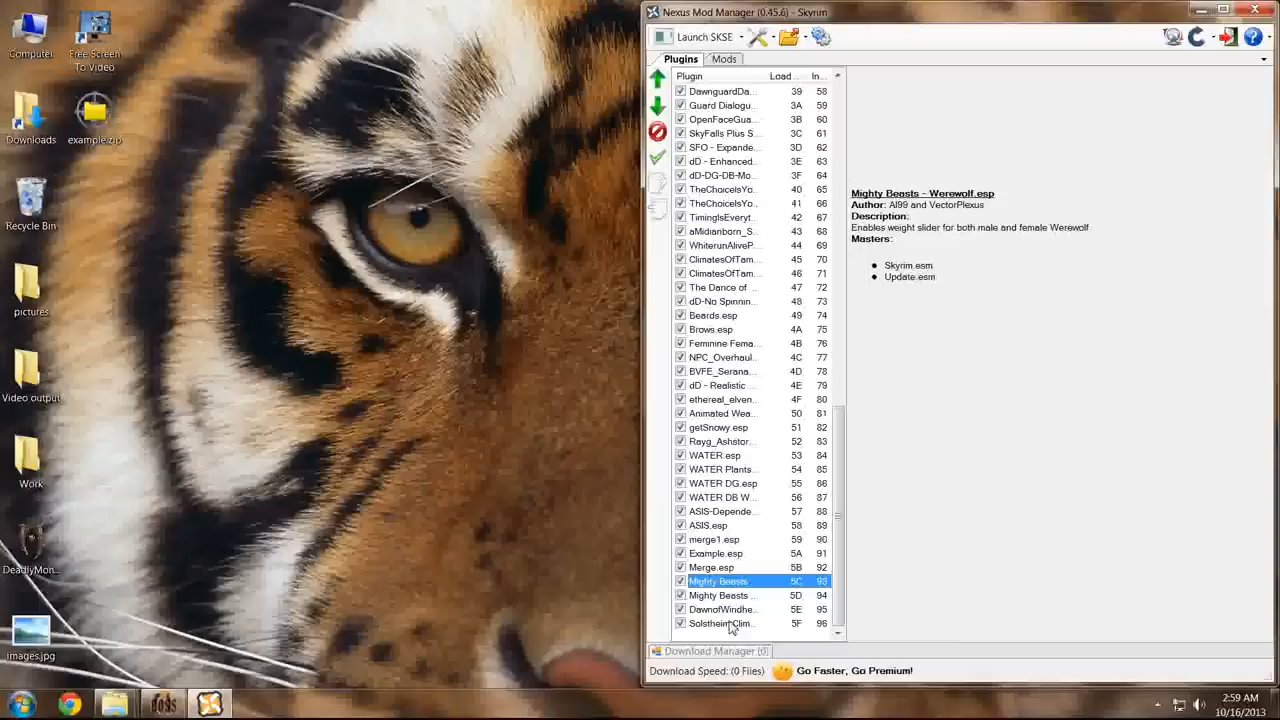 Computer
Free Screen To Video
Downloads
example.zip
Recycle Bin
pictures
Video output
Work
DeadlyMon...
images.jpg
Nexus Mod Manager (0.45.6) - Skyrim
Launch SKSE
Plugins Mods
Plugin Load... In...
DawnguardDa... 39 58
Guard Dialogu... 3A 59
OpenFaceGua... 3B 60
SkyFalls Plus S... 3C 61
SFO - Expande... 3D 62
dD - Enhanced... 3E 63
dD-DG-DB-Mo... 3F 64
TheChoiceIsYo... 40 65
TheChoiceIsYo... 41 66
TimingIsEveryt... 42 67
aMidianborn_S... 43 68
WhiterunAliveP... 44 69
ClimatesOfTam... 45 70
ClimatesOfTam... 46 71
The Dance of ... 47 72
dD-No Spinnin... 48 73
Beards.esp 49 74
Brows.esp 4A 75
Feminine Fema... 4B 76
NPC_Overhaul... 4C 77
BVFE_Serana... 4D 78
dD - Realistic ... 4E 79
ethereal_elven... 4F 80
Animated Wea... 50 81
getSnowy.esp 51 82
Rayg_Ashstor... 52 83
WATER.esp 53 84
WATER Plants... 54 85
WATER DG.esp 55 86
WATER DB W... 56 87
ASIS-Depende... 57 88
ASIS.esp 58 89
merge1.esp 59 90
Example.esp 5A 91
Merge.esp 5B 92
Mighty Beasts ... 5C 93
Mighty Beasts ... 5D 94
DawnofWindhe... 5E 95
SolstheimClim... 5F 96
Mighty Beasts - Werewolf.esp
Author: Al99 and VectorPlexus
Description:
Enables weight slider for both male and female Werewolf
Masters:
Skyrim.esm
Update.esm
Download Manager (0)
Download Speed: (0 Files) Go Faster, Go Premium!
2:59 AM
10/16/2013